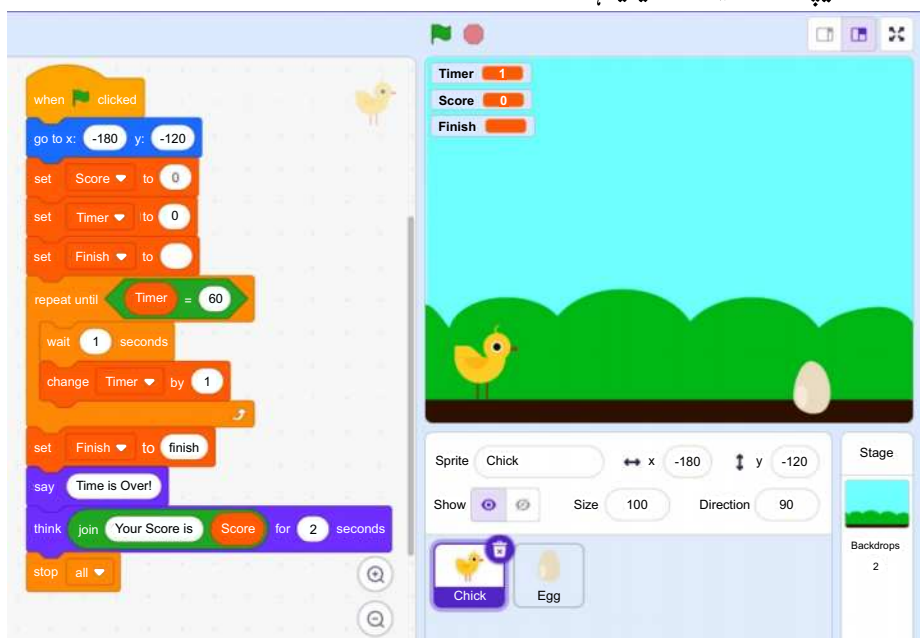 when clicked
go to x: -180 y: -120
set Score to 0
set Timer to 0
set Finish to
repeat until Timer = 60
wait 1 seconds
change Timer by 1
set Finish to finish
say Time is Over!
think join Your Score is Score for 2 seconds
stop all
Timer 1
Score 0
Finish
Sprite Chick x -180 y -120
Show Size 100 Direction 90
Chick
Egg
Stage
Backdrops
2